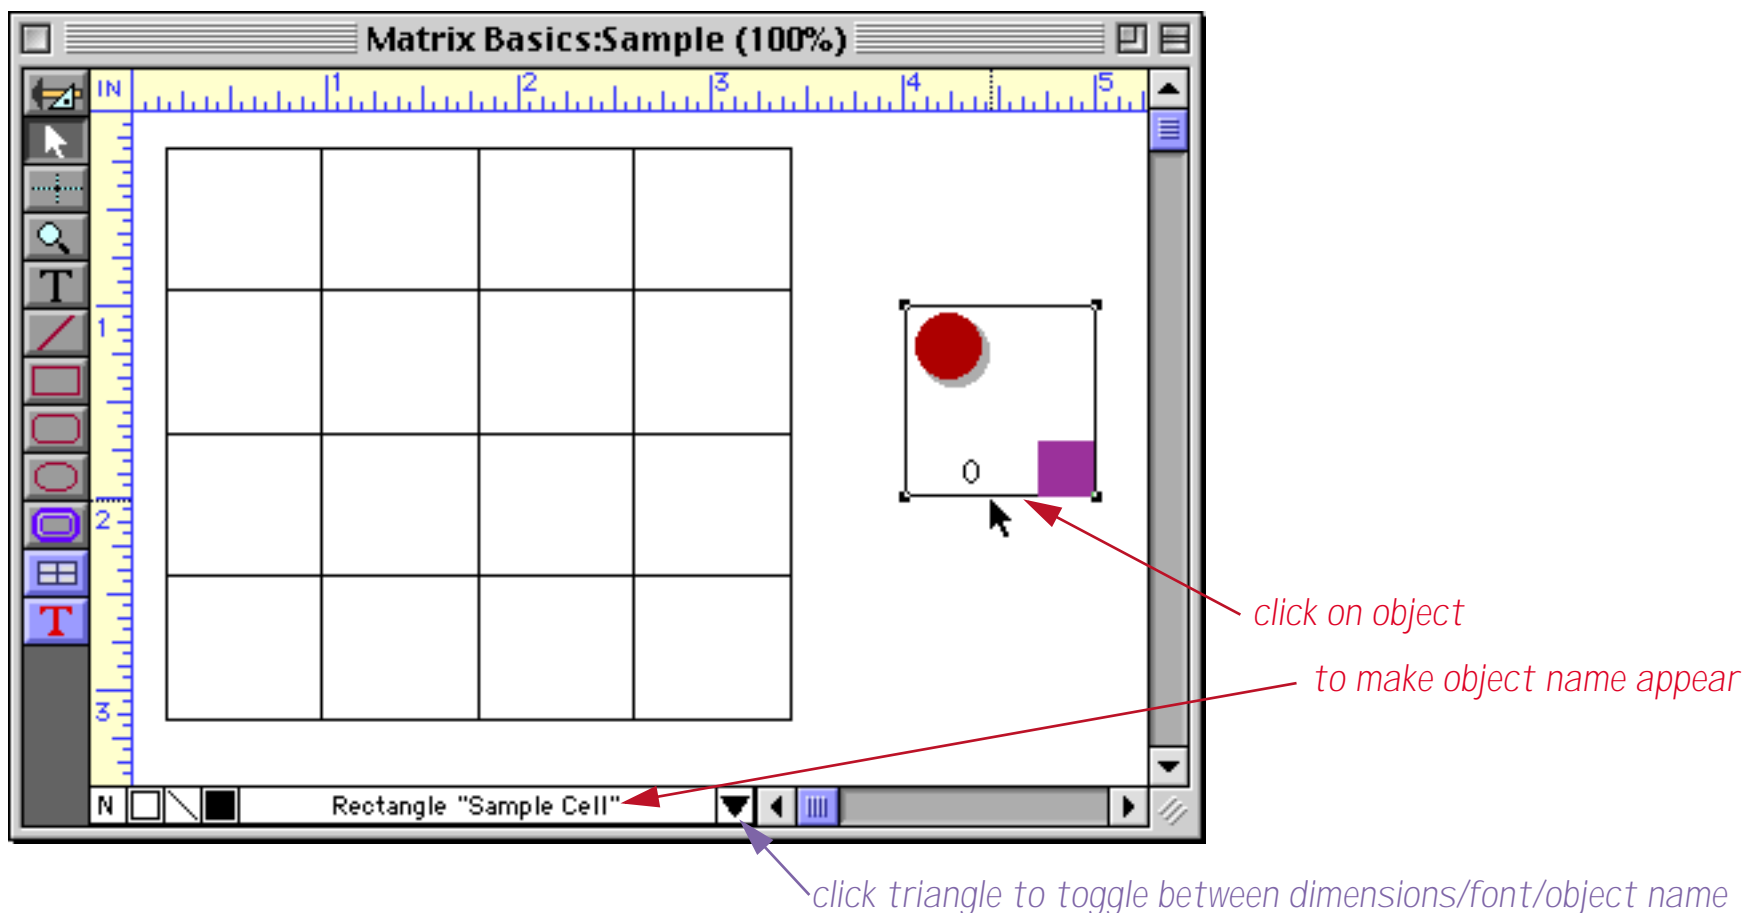 Matrix Basics:Sample (100%)
IN 1 2 3 4 5
T
1
0
2
T
click on object
to make object name appear
3
N Rectangle "Sample Cell"
click triangle to toggle between dimensions/font/object name